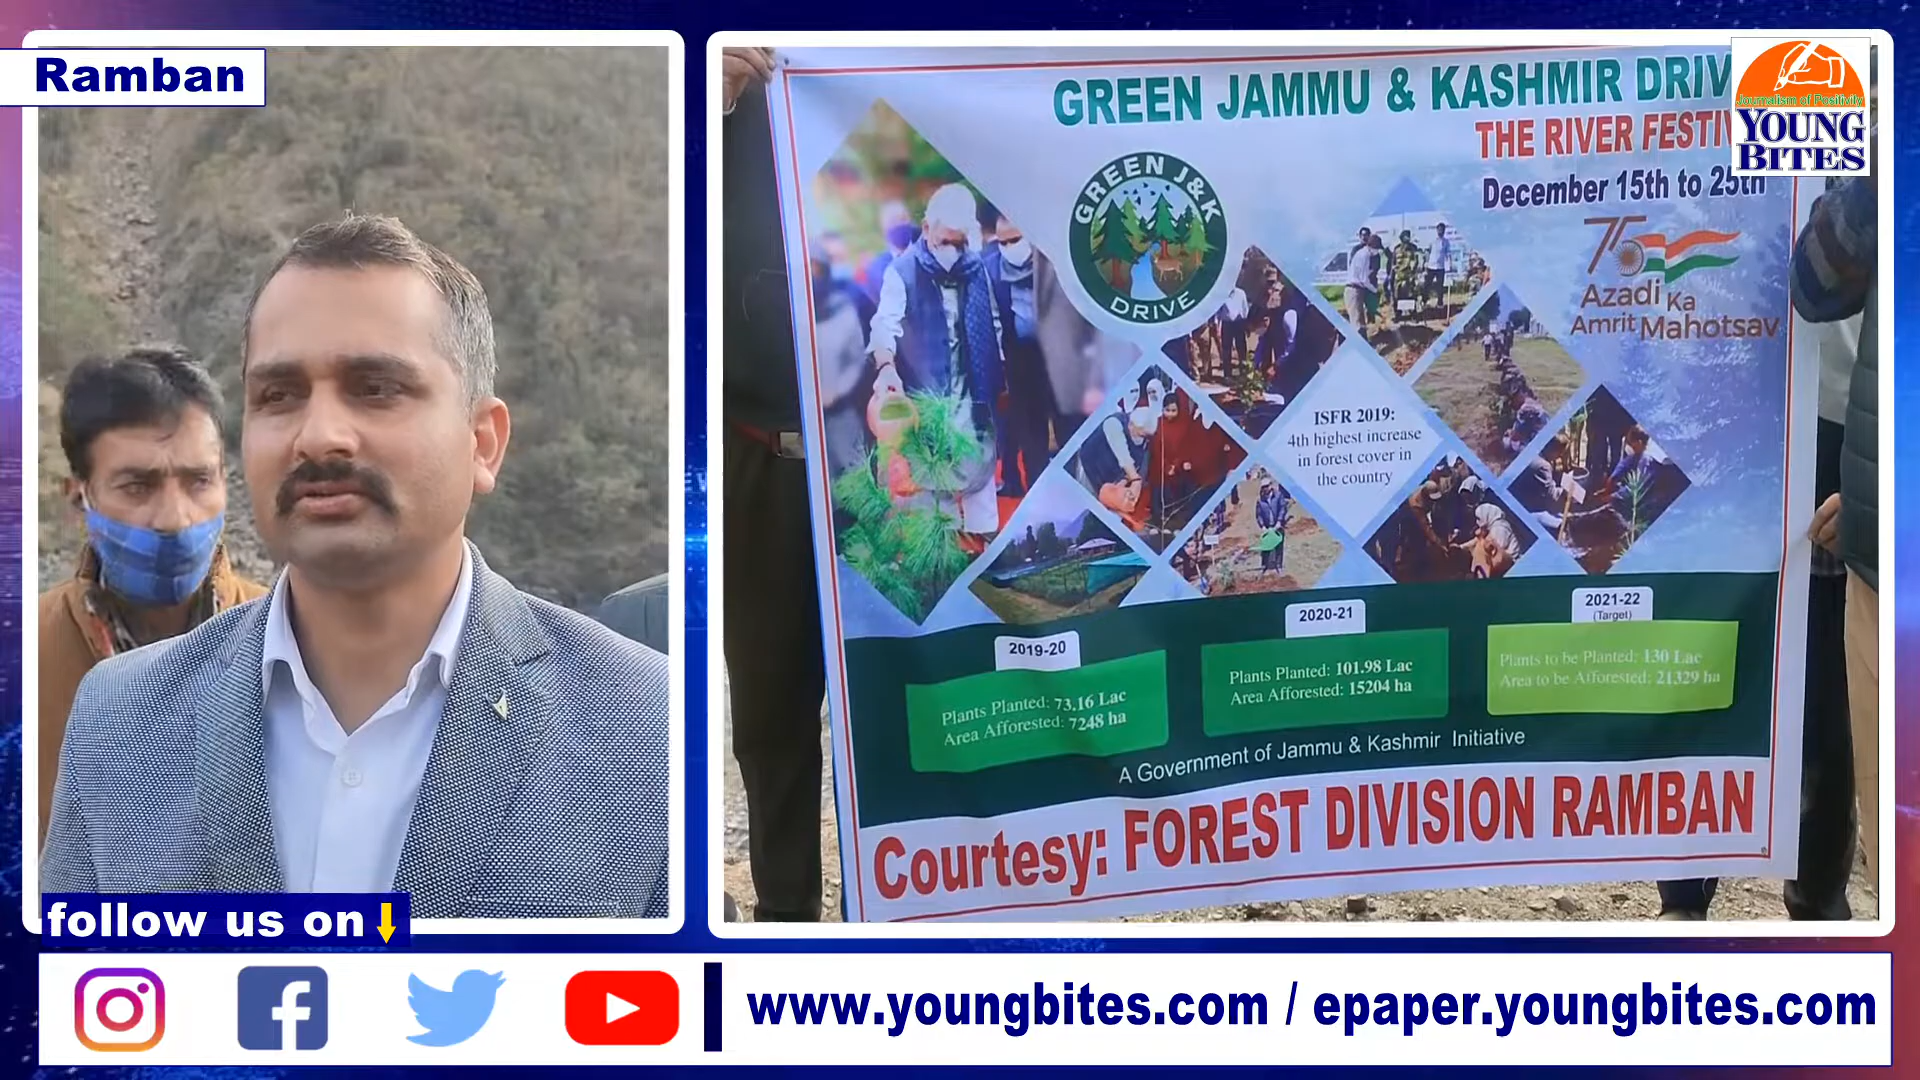 Ramban
GREEN JAMMU & KASHMIR DRIV
THE RIVER FESTIV
December 15th to 25th
Journalism of Positivity
YOUNG
BITES
GREEN J&K
DRIVE
75
Azadi Ka
Amrit Mahotsav
ISFR 2019:
4th highest increase
in forest cover in
the country
2019-20
Plants Planted: 73.16 Lac
Area Afforested: 7248 ha
2020-21
Plants Planted: 101.98 Lac
Area Afforested: 15204 ha
2021-22
(Target)
Plants to be Planted: 130 Lac
Area to be Afforested: 21329 ha
A Government of Jammu & Kashmir Initiative
Courtesy: FOREST DIVISION RAMBAN
follow us on
www.youngbites.com / epaper.youngbites.com